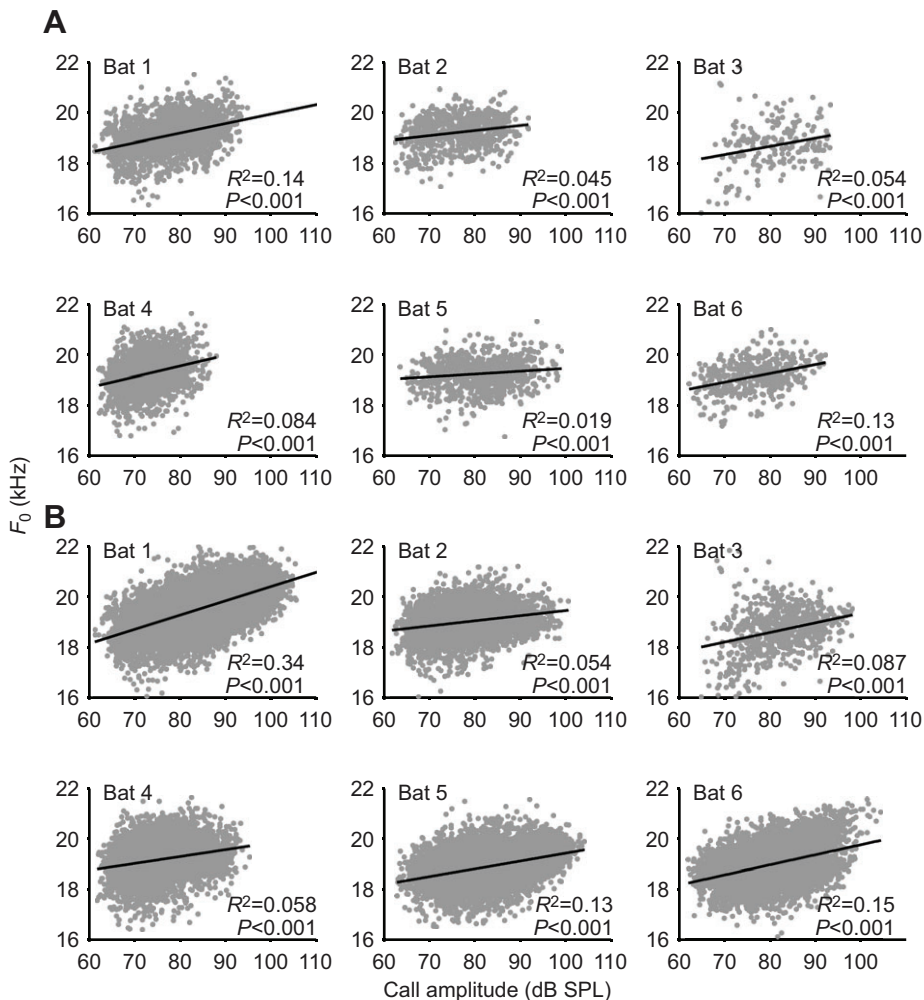 A
Bat 1
Bat 2
Bat 3
22
20
18
16
R²=0.14
P<0.001
60 70 80 90 100 110
22
20
18
16
R²=0.045
P<0.001
60 70 80 90 100 110
22
20
18
16
R²=0.054
P<0.001
60 70 80 90 100 110
Bat 4
Bat 5
Bat 6
22
20
18
16
R²=0.084
P<0.001
60 70 80 90 100 110
22
20
18
16
R²=0.019
P<0.001
60 70 80 90 100 110
22
20
18
16
R²=0.13
P<0.001
60 70 80 90 100
F₀ (kHz)
B
Bat 1
Bat 2
Bat 3
22
20
18
16
R²=0.34
P<0.001
60 70 80 90 100 110
22
20
18
16
R²=0.054
P<0.001
60 70 80 90 100 110
22
20
18
16
R²=0.087
P<0.001
60 70 80 90 100 110
Bat 4
Bat 5
Bat 6
22
20
18
16
R²=0.058
P<0.001
60 70 80 90 100 110
22
20
18
16
R²=0.13
P<0.001
60 70 80 90 100 110
22
20
18
16
R²=0.15
P<0.001
60 70 80 90 100 110
Call amplitude (dB SPL)